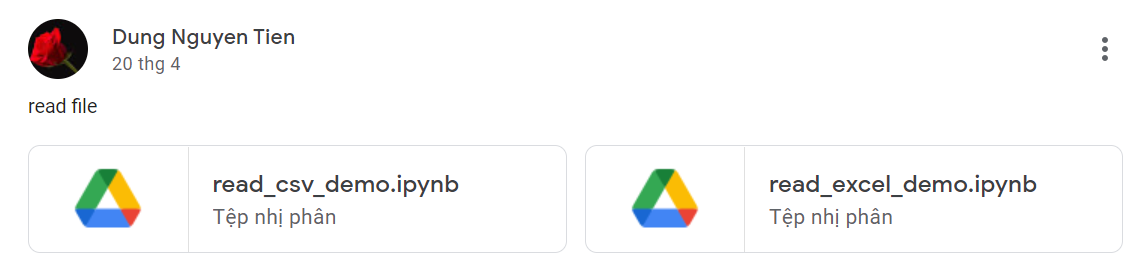 Dung Nguyen Tien
20 thg 4
read file
read_csv_demo.ipynb
Tệp nhị phân
read_excel_demo.ipynb
Tệp nhị phân